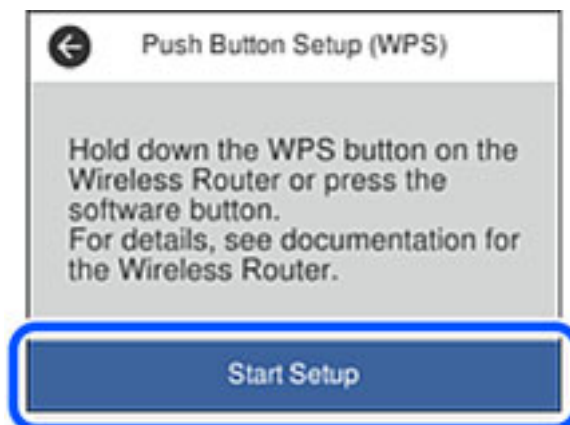 Push Button Setup (WPS)
Hold down the WPS button on the
Wireless Router or press the
software button.
For details, see documentation for
the Wireless Router.
Start Setup